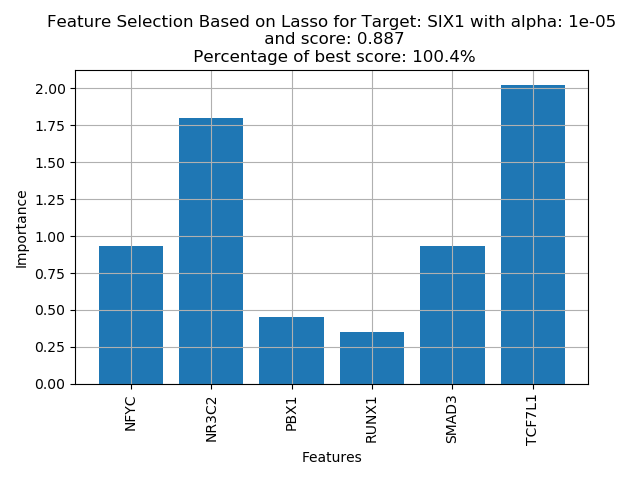 Feature Selection Based on Lasso for Target: SIX1 with alpha: 1e-05
and score: 0.887
Percentage of best score: 100.4%
2.00
1.75
1.50
1.25
1.00
0.75
0.50
0.25
0.00
Importance
NFYC
NR3C2
PBX1
RUNX1
SMAD3
TCF7L1
Features